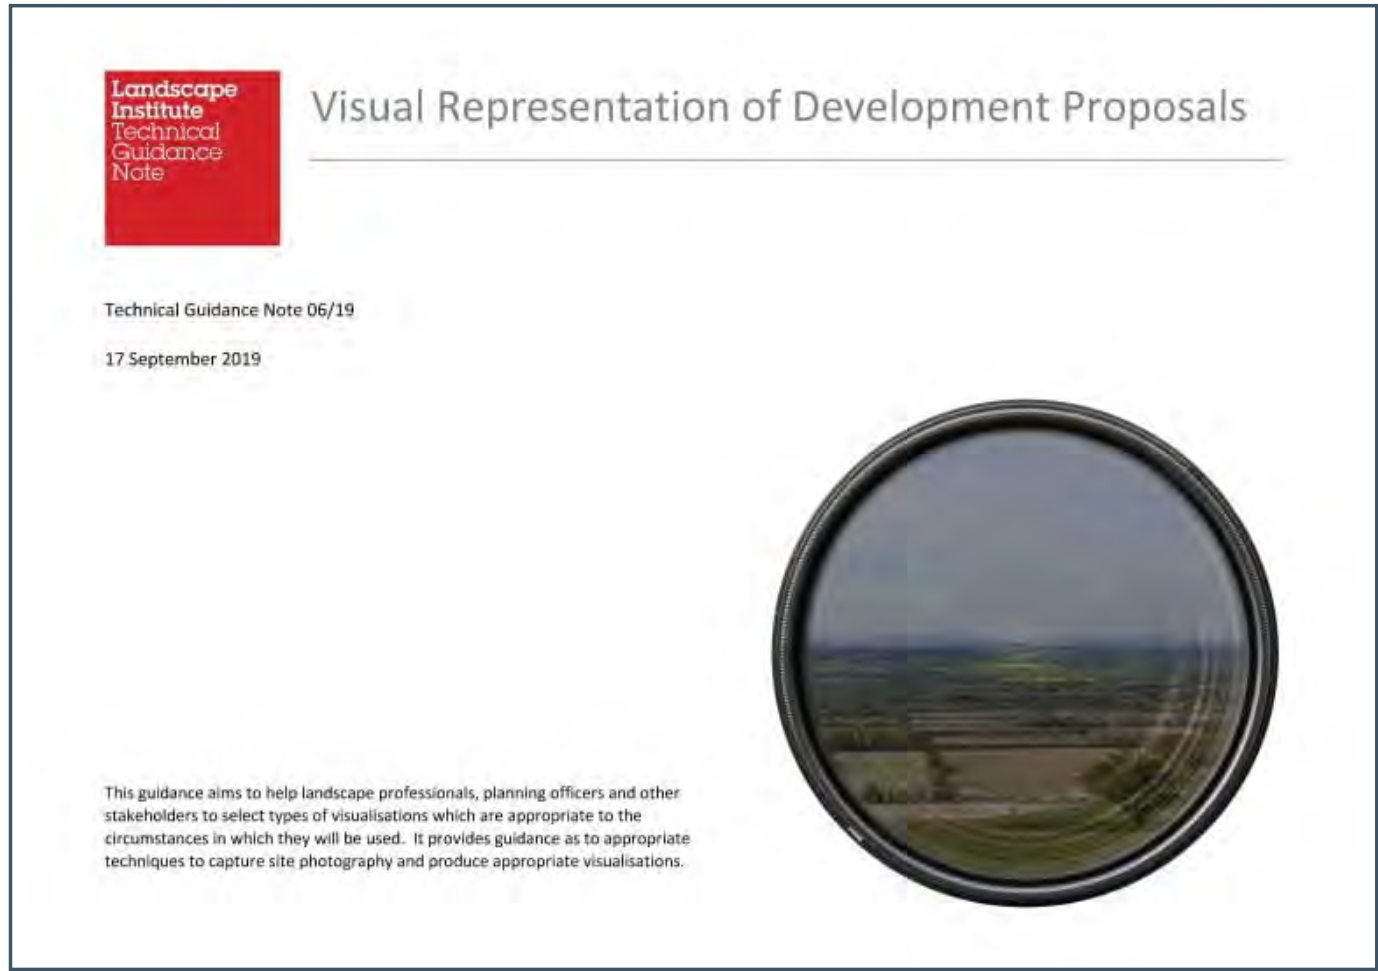 Landscape
Institute
Technical
Guidance
Note
Visual Representation of Development Proposals
Technical Guidance Note 06/19
17 September 2019
This guidance aims to help landscape professionals, planning officers and other
stakeholders to select types of visualisations which are appropriate to the
circumstances in which they will be used.  It provides guidance as to appropriate
techniques to capture site photography and produce appropriate visualisations.